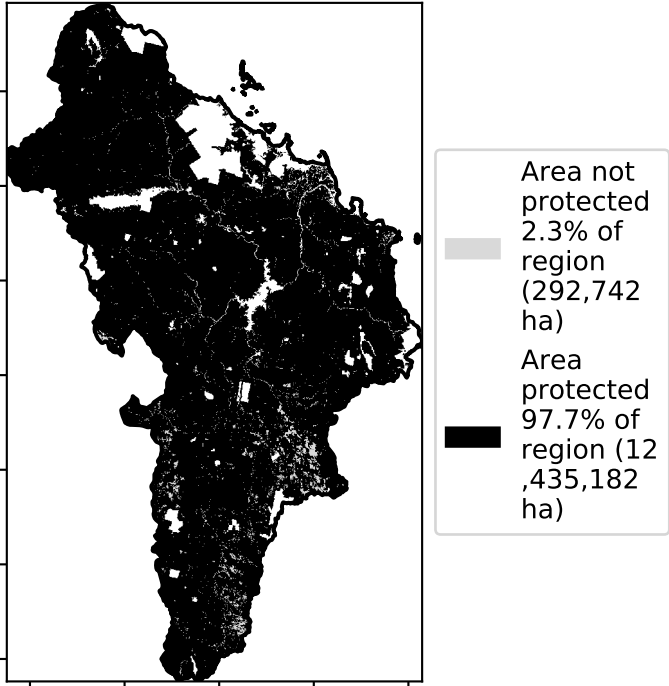 Area not
protected
2.3% of
region
(292,742
ha)
Area
protected
97.7% of
region (12
,435,182
ha)